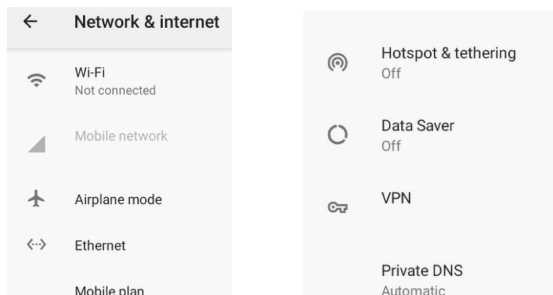 Network & internet
Wi-Fi
Not connected
Mobile network
Airplane mode
Ethernet
Mobile plan
Hotspot & tethering
Off
Data Saver
Off
VPN
Private DNS
Automatic